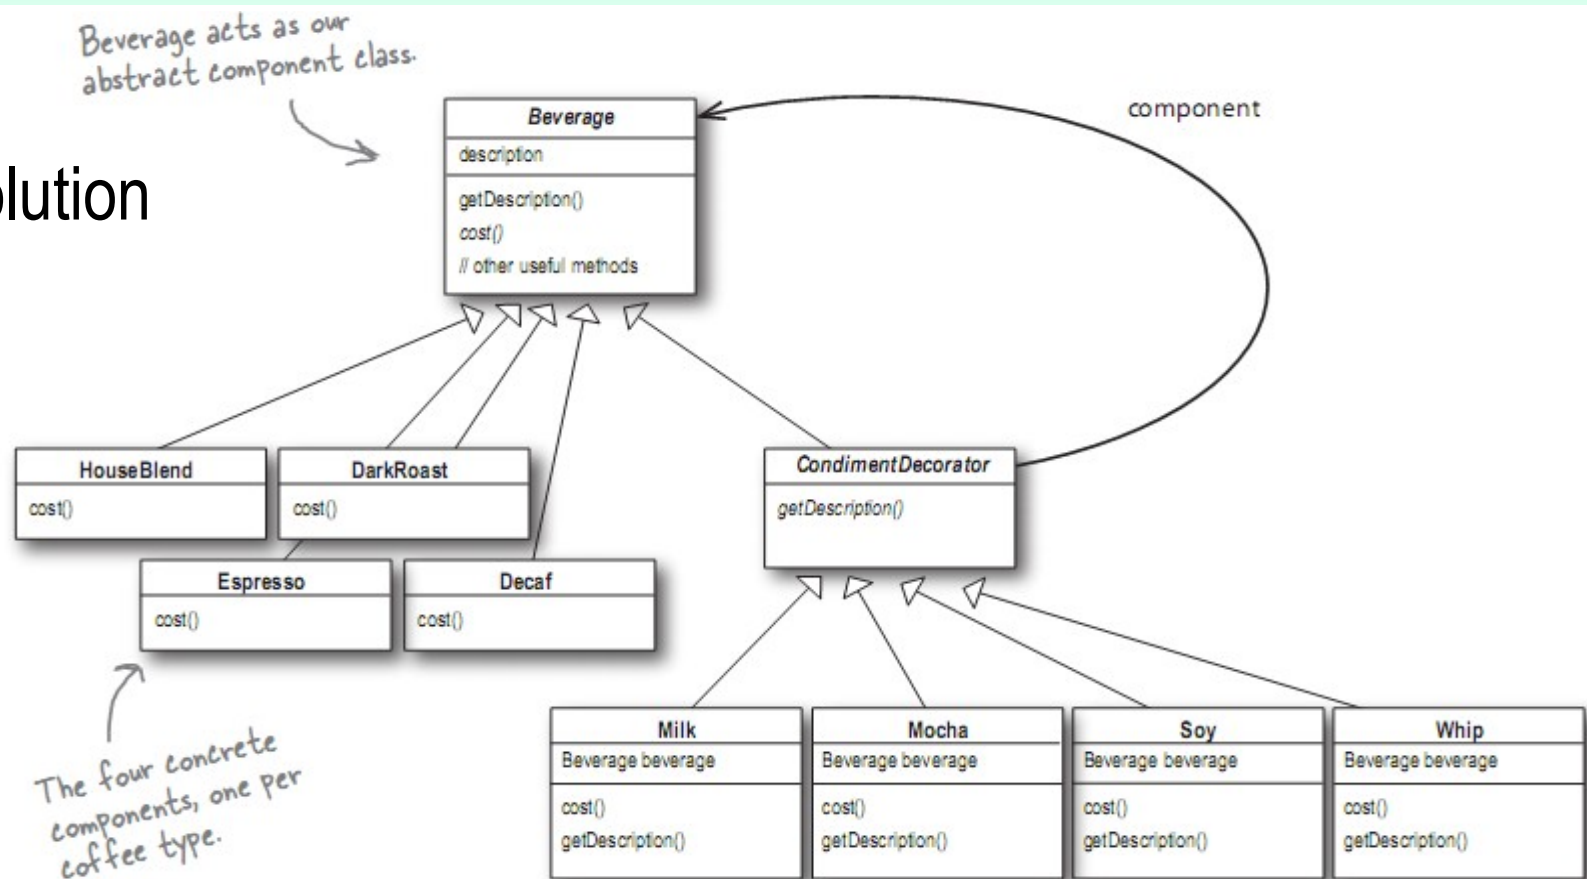 Beverage acts as our
abstract component class.
component
Beverage
description
getDescription()
cost()
// other useful methods
olution
HouseBlend
cost()
DarkRoast
cost()
CondimentDecorator
getDescription()
Espresso
cost()
Decaf
cost()
The four concrete
components, one per
coffee type.
Milk
Beverage beverage
cost()
getDescription()
Mocha
Beverage beverage
cost()
getDescription()
Soy
Beverage beverage
cost()
getDescription()
Whip
Beverage beverage
cost()
getDescription()